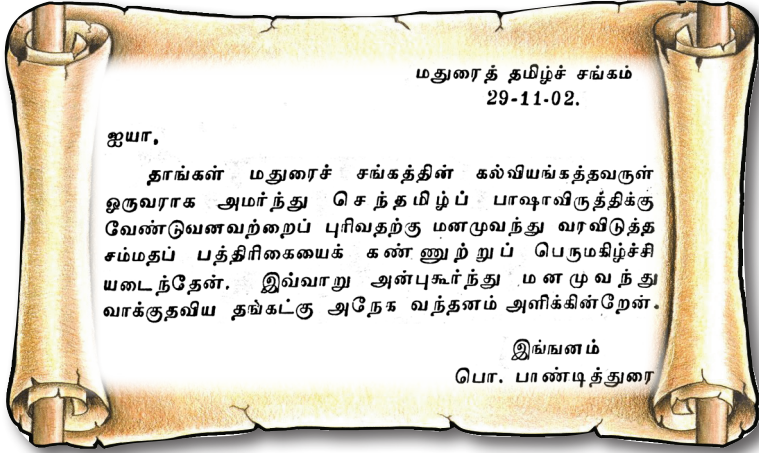 மதுரைத் தமிழ்ச் சங்கம்
29-11-02.
ஐயா,
தாங்கள் மதுரைச் சங்கத்தின் கல்வியங்கத்தவருள்
ஒருவராக அமர்ந்து செந்தமிழ்ப் பாஷாவிருத்திக்கு
வேண்டுவனவற்றைப் புரிவதற்கு மனமுவந்து வரவிடுத்த
சம்மதப் பத்திரிகையைக் கண்ணுற்றுப் பெருமகிழ்ச்சி
யடைந்தேன். இவ்வாறு அன்புகூர்ந்து மனமுவந்து
வாக்குதவிய தங்கட்கு அநேக வந்தனம் அளிக்கின்றேன்.
இங்ஙனம்
பொ. பாண்டித்துரை